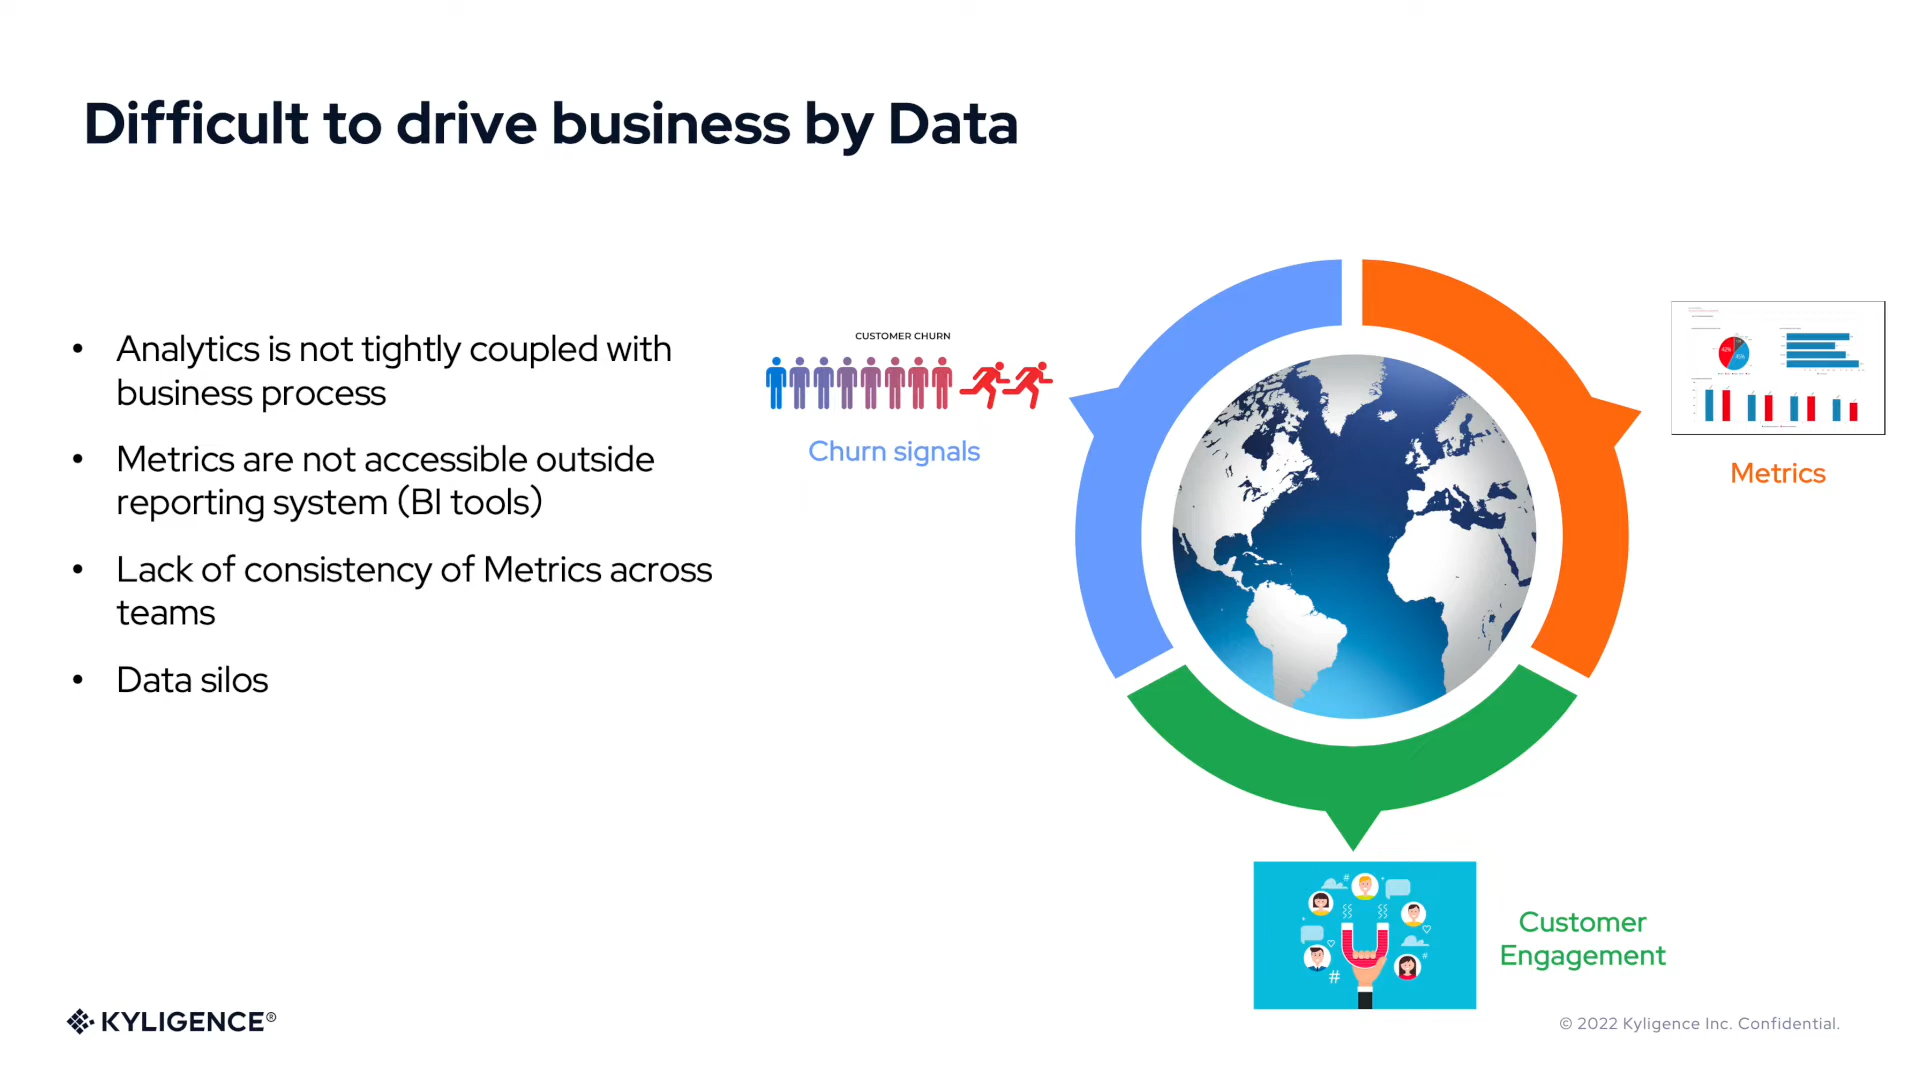 Difficult to drive business by Data
• Analytics is not tightly coupled with
business process
• Metrics are not accessible outside
reporting system (BI tools)
• Lack of consistency of Metrics across
teams
• Data silos
CUSTOMER CHURN
Churn signals
42%
45%
Metrics
#
#
#
Customer
Engagement
KYLIGENCE®
© 2022 Kyligence Inc. Confidential.